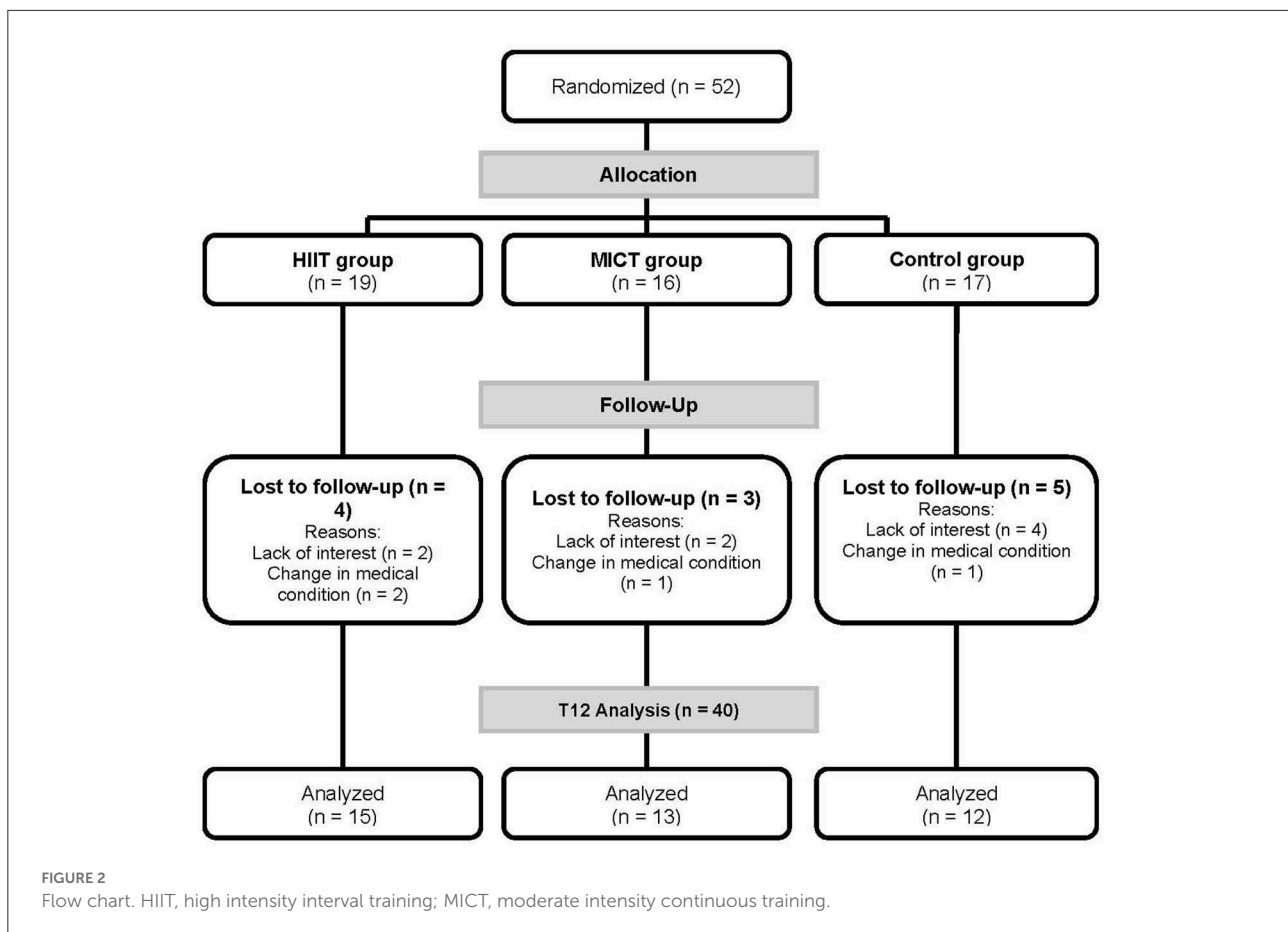 Randomized (n = 52)
Allocation
HIIT group
(n = 19)
MICT group
(n = 16)
Control group
(n = 17)
Follow-Up
Lost to follow-up (n =
4)
Reasons:
Lack of interest (n = 2)
Change in medical
condition (n = 2)
Lost to follow-up (n = 3)
Reasons:
Lack of interest (n = 2)
Change in medical condition
(n = 1)
Lost to follow-up (n = 5)
Reasons:
Lack of interest (n = 4)
Change in medical condition
(n = 1)
T12 Analysis (n = 40)
Analyzed
(n = 15)
Analyzed
(n = 13)
Analyzed
(n = 12)
FIGURE 2
Flow chart. HIIT, high intensity interval training; MICT, moderate intensity continuous training.